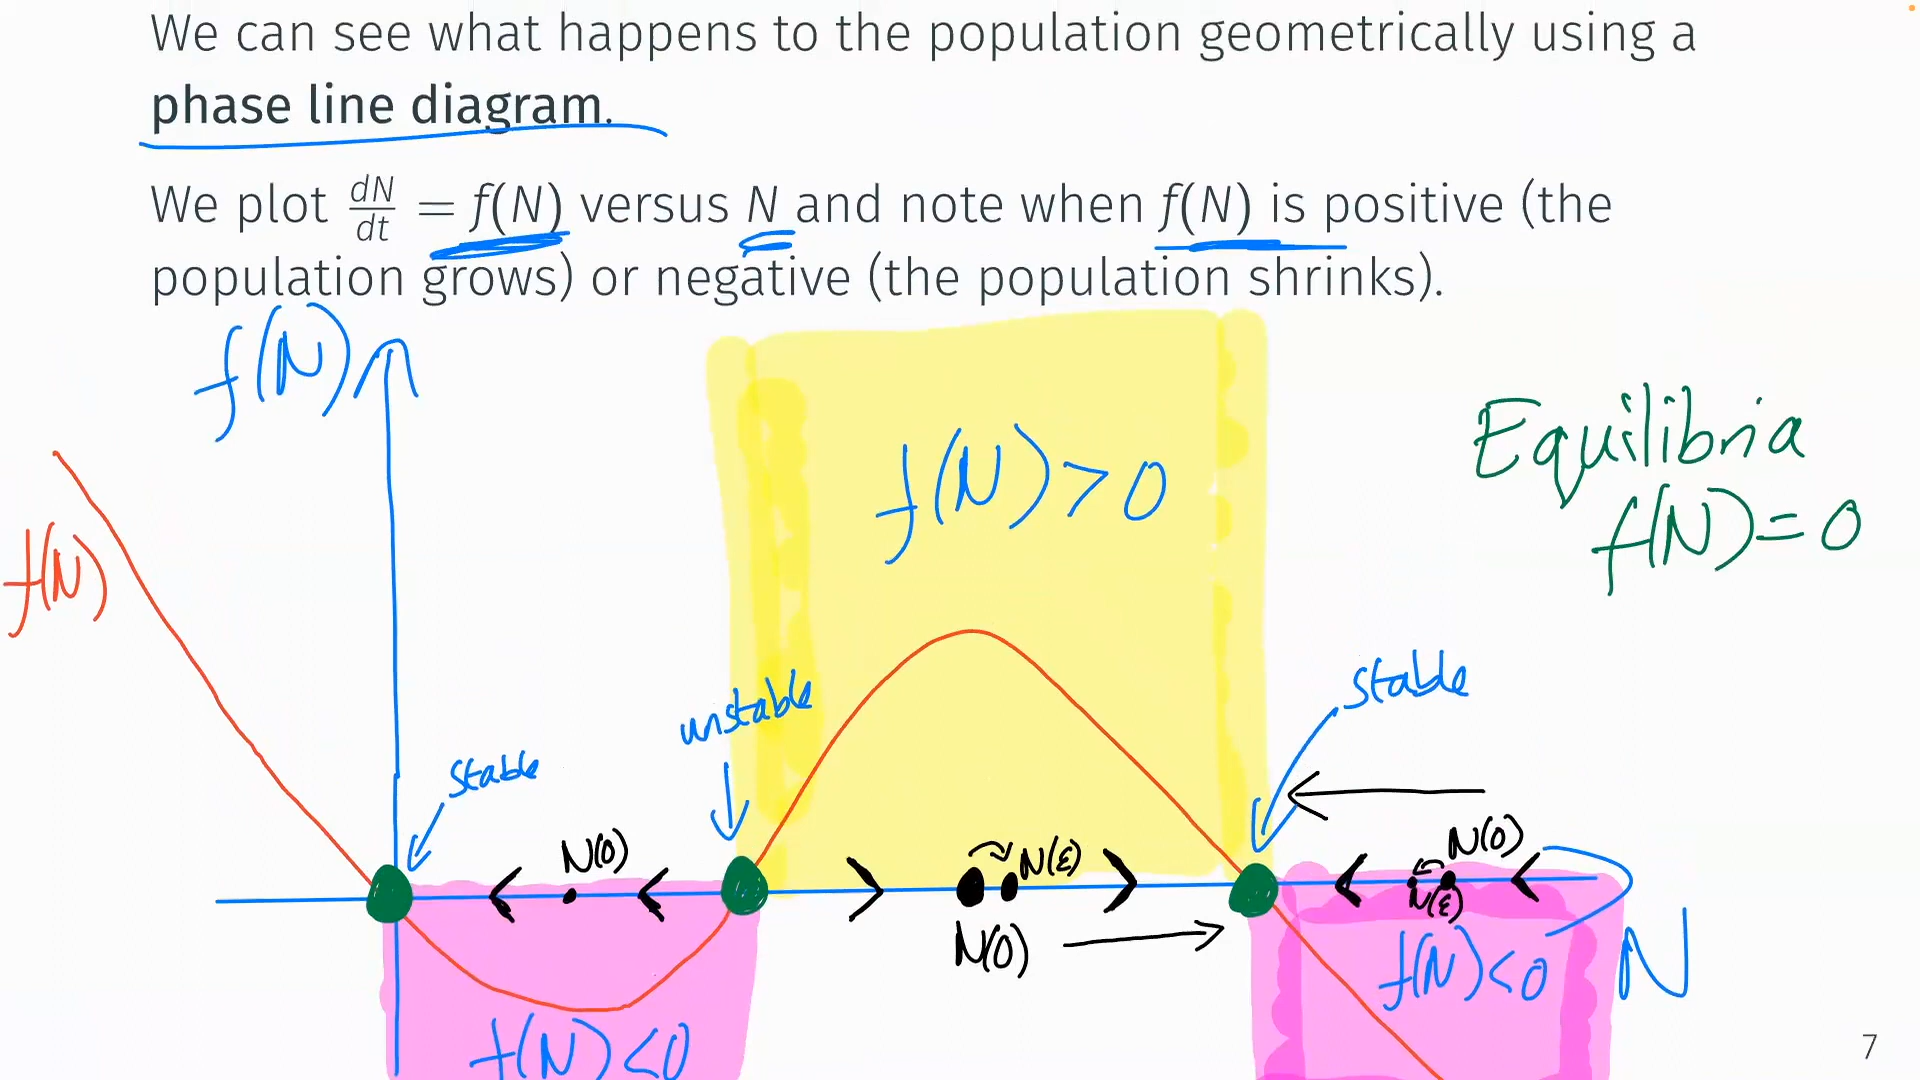 We can see what happens to the population geometrically using a
phase line diagram.
We plot dN/dt = f(N) versus N and note when f(N) is positive (the
population grows) or negative (the population shrinks).
f(N)
f(N)>0
Equilibria
f(N)=0
f(N)
stable
unstable
stable
N(0)
N(ε)
N(0)
N(0)
N(ε)
f(N)<0
f(N)<0
N
7